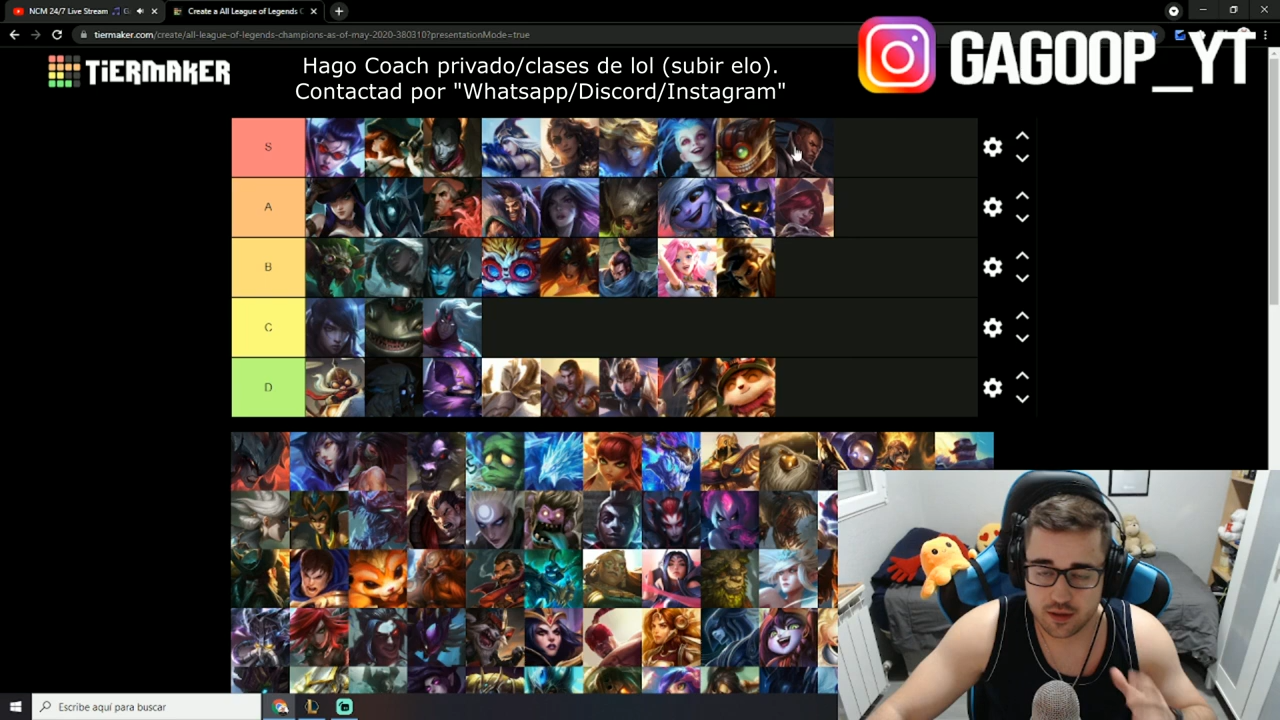 NCM 24/7 Live Stream
Create a All League of Legends C
tiermaker.com/create/all-league-of-legends-champions-as-of-may-2020-380310?presentationMode=true
TIERMAKER
Hago Coach privado/clases de lol (subir elo).
Contactad por "Whatsapp/Discord/Instagram"
GAGOOP_YT
S
A
B
C
D
Escribe aquí para buscar